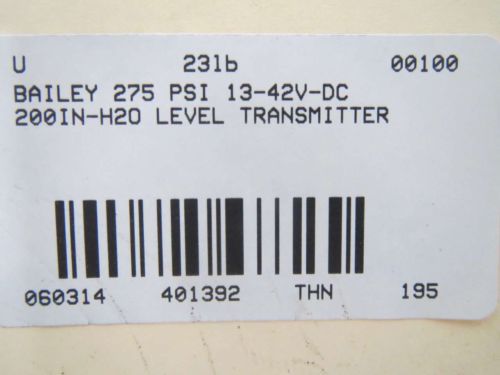 U 231b 00100
BAILEY 275 PSI 13-42V-DC
200IN-H2O LEVEL TRANSMITTER
060314 401392 THN 195